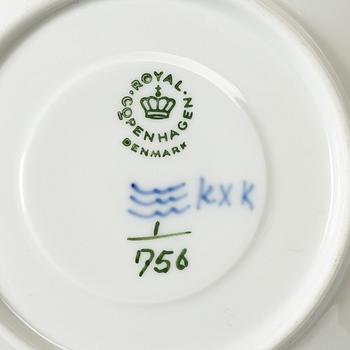 ROYAL
COPENHAGEN
DENMARK
kxk
1
756